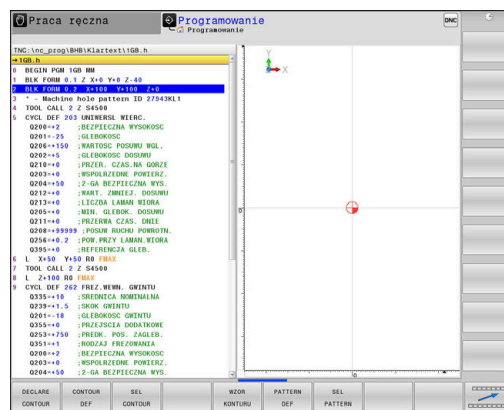 Praca ręczna
Programowanie
Programowanie
DNC
TNC:\nc_prog\BHB\Klartext\1GB.h
→1GB.h
0 BEGIN PGM 1GB MM
1 BLK FORM 0.1 Z X+0 Y+0 Z-40
2 BLK FORM 0.2 X+100 Y+100 Z+0
3 * - Machine hole pattern ID 27943KL1
4 TOOL CALL 2 Z S4500
5 CYCL DEF 203 UNIWERSL WIERC.
Q200=+2 ;BEZPIECZNA WYSOKOSC
Q201=-25 ;GLEBOKOSC
Q206=+150 ;WARTOSC POSUWU WGL.
Q202=+5 ;GLEBOKOSC DOSUWU
Q210=+0 ;PRZER. CZAS.NA GORZE
Q203=+0 ;WSPOLRZEDNE POWIERZ.
Q204=+50 ;2-GA BEZPIECZNA WYS.
Q212=+0 ;WART. ZMNIEJ. DOSUWU
Q213=+0 ;LICZBA LAMAN WIORA
Q205=+0 ;MIN. GLEBOK. DOSUWU
Q211=+0 ;PRZERWA CZAS. DNIE
Q208=+99999 ;POSUW RUCHU POWROTN.
Q256=+0.2 ;POW.PRZY LAMAN.WIORA
Q395=+0 ;REFERENCJA GLEB.
6 L X+50 Y+50 R0 FMAX
7 TOOL CALL 2 Z S4500
8 L Z+100 R0 FMAX
9 CYCL DEF 262 FREZ.WEWN. GWINTU
Q335=+10 ;SREDNICA NOMINALNA
Q239=+1.5 ;SKOK GWINTU
Q201=-18 ;GLEBOKOSC GWINTU
Q355=+0 ;PRZEJSCIA DODATKOWE
Q253=+750 ;PREDK. POS. ZAGLEB.
Q351=+1 ;RODZAJ FREZOWANIA
Q200=+2 ;BEZPIECZNA WYSOKOSC
Q203=+0 ;WSPOLRZEDNE POWIERZ.
Q204=+50 ;2-GA BEZPIECZNA WYS.
Y
X
0
0
DECLARE CONTOUR
CONTOUR DEF
SEL CONTOUR
WZOR KONTURU
PATTERN DEF
SEL PATTERN